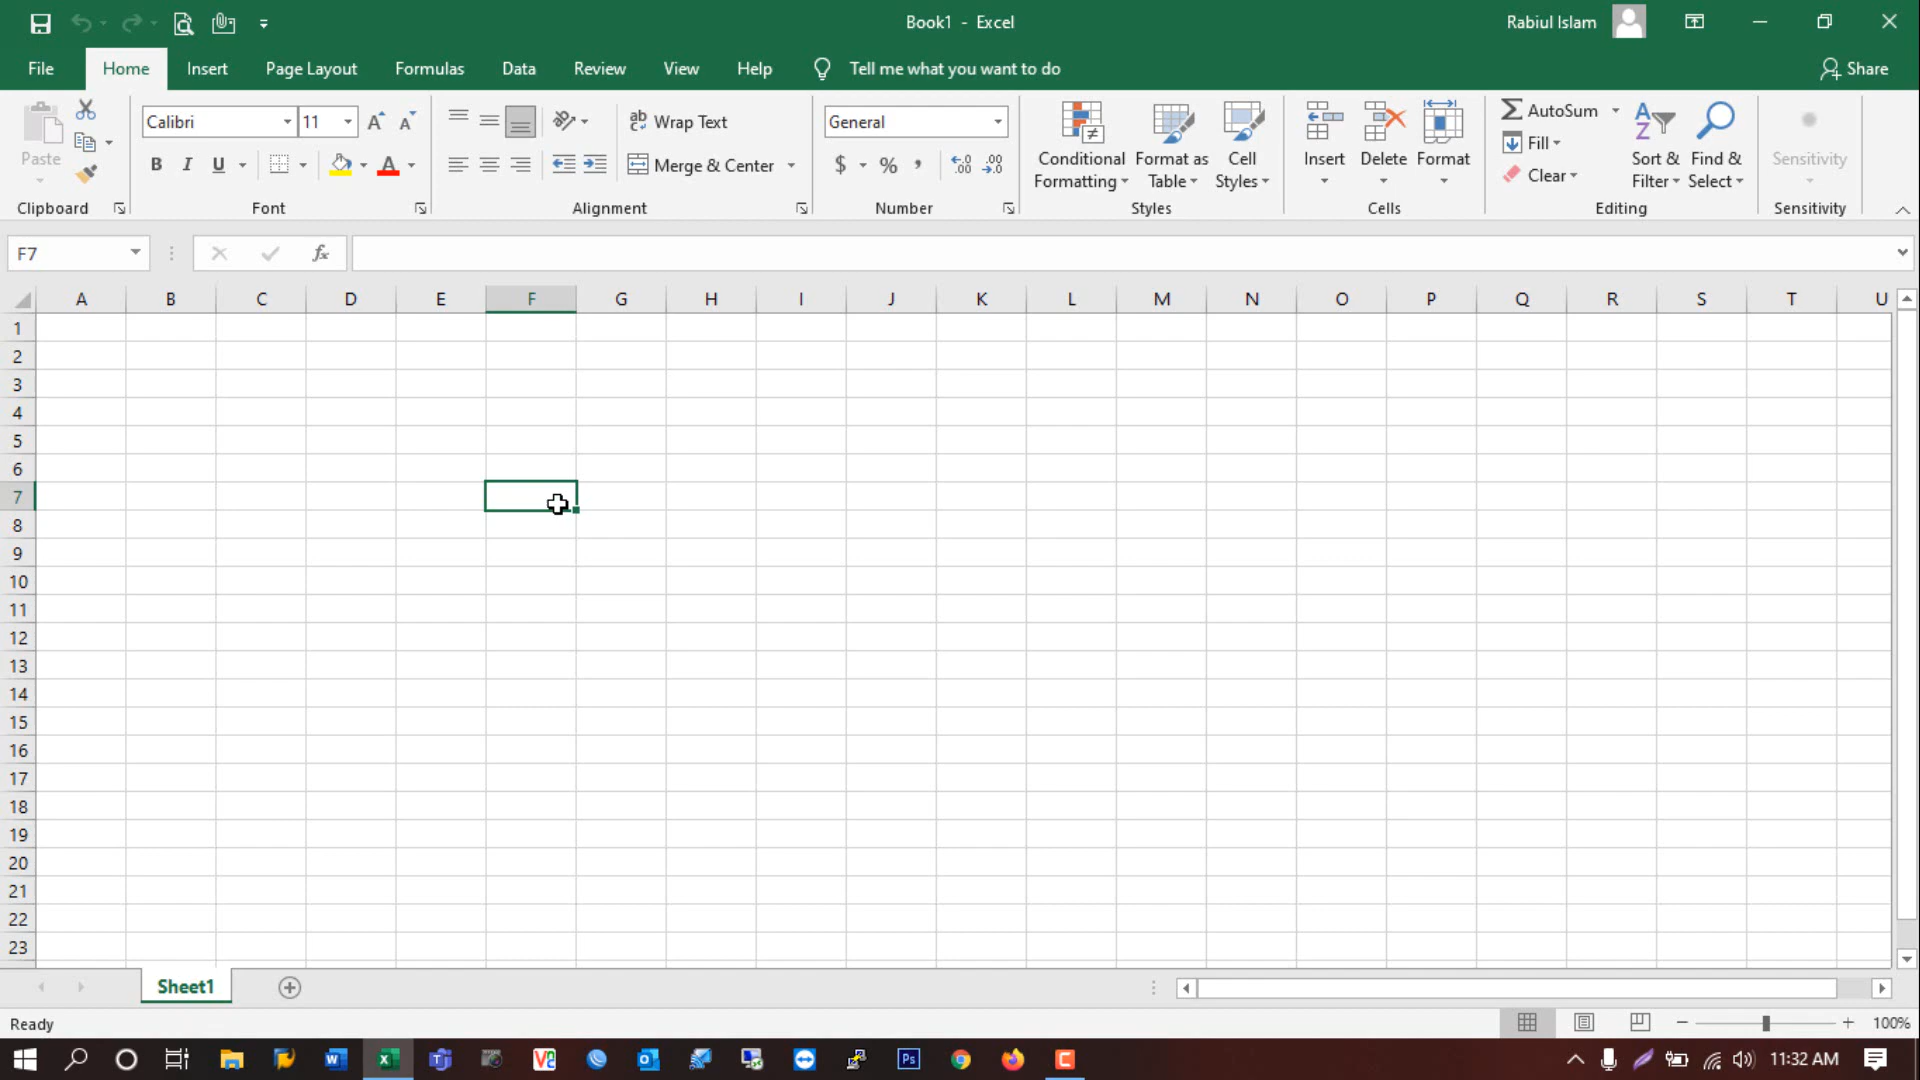 Book1 - Excel
Rabiul Islam
File
Home
Insert
Page Layout
Formulas
Data
Review
View
Help
Tell me what you want to do
Share
Paste
Clipboard
Calibri
11
B I U
A
Font
ab
Wrap Text
Merge & Center
Alignment
General
$ % ,
.00
.00
Number
Conditional
Formatting
Format as
Table
Cell
Styles
Styles
Insert
Delete
Format
Cells
AutoSum
Fill
Clear
Sort &
Filter
Find &
Select
Editing
Sensitivity
Sensitivity
F7
fx
A B C D E F G H I J K L M N O P Q R S T U
1
2
3
4
5
6
7
8
9
10
11
12
13
14
15
16
17
18
19
20
21
22
23
Sheet1
Ready
100%
11:32 AM